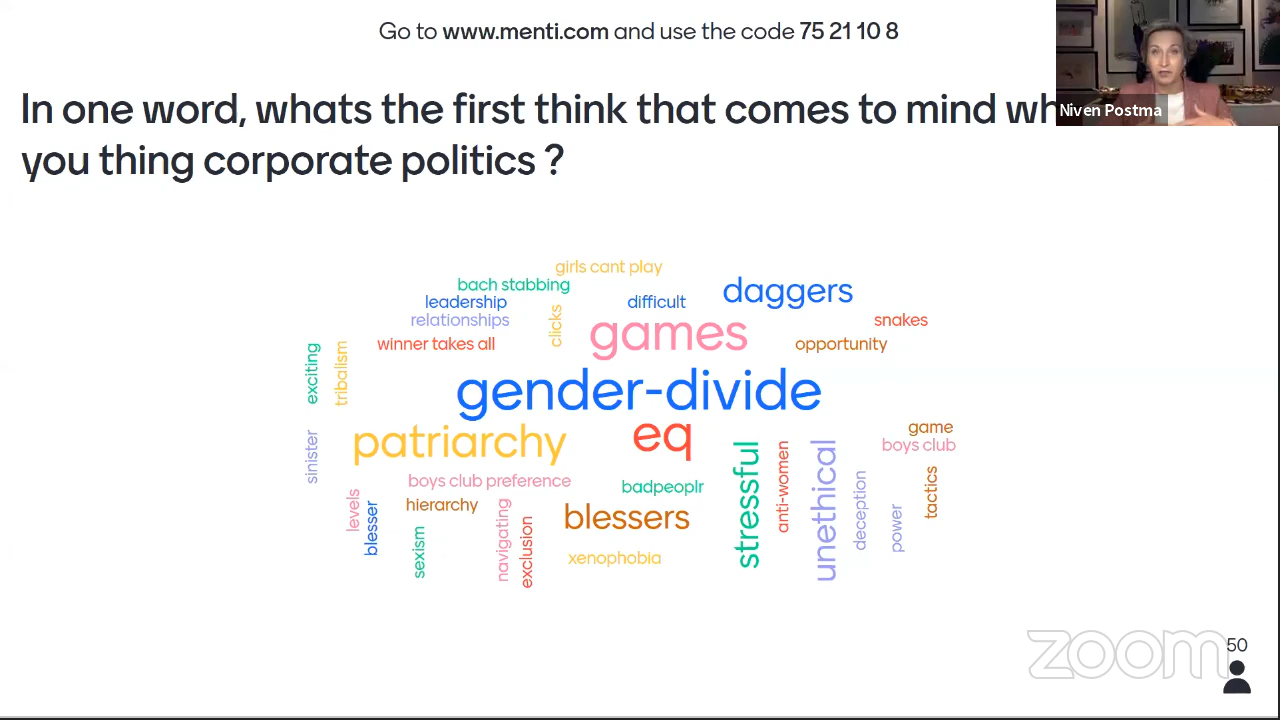 Go to www.menti.com and use the code 75 21 10 8
Niven Postma
In one word, whats the first think that comes to mind wh
you thing corporate politics ?
girls cant play
bach stabbing
daggers
leadership
difficult
relationships
clicks
games
snakes
winner takes all
opportunity
exciting
tribalism
gender-divide
patriarchy
eq
game
boys club
sinister
stressful
anti-women
unethical
boys club preference
badpeoplr
deception
tactics
levels
blesser
hierarchy
navigating
exclusion
blessers
power
sexism
xenophobia
zoom
50